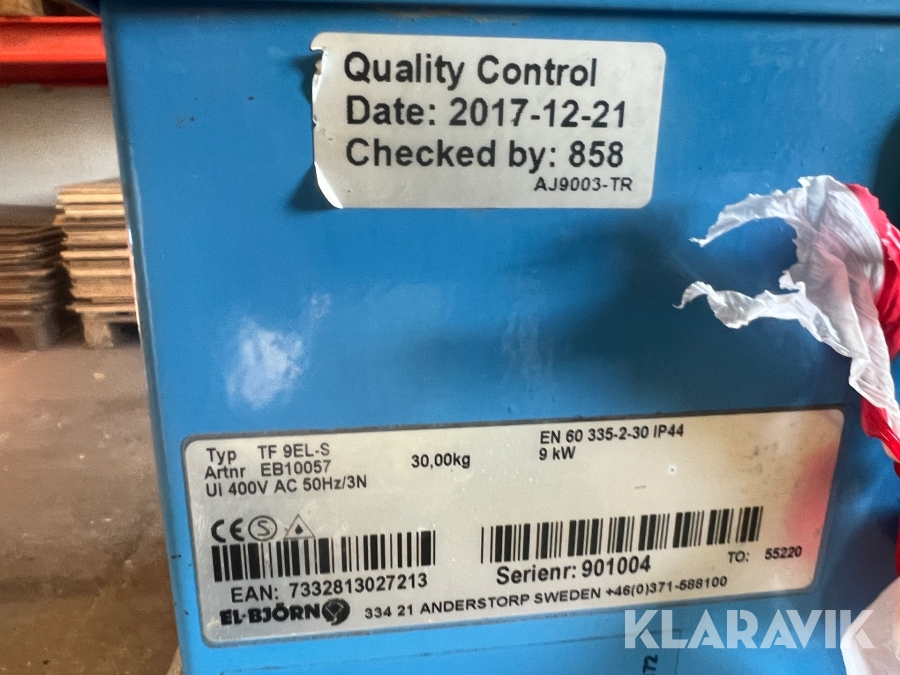 Quality Control
Date: 2017-12-21
Checked by: 858
AJ9003-TR
Typ TF 9EL-S
Artnr EB10057
Ui 400V AC 50Hz/3N
30,00kg
EN 60 335-2-30 IP44
9 kW
CE S
EAN: 7332813027213
Serienr: 901004
TO: 55220
EL-BJÖRN 334 21 ANDERSTORP SWEDEN +46(0)371-588100
KLARAVIK
72